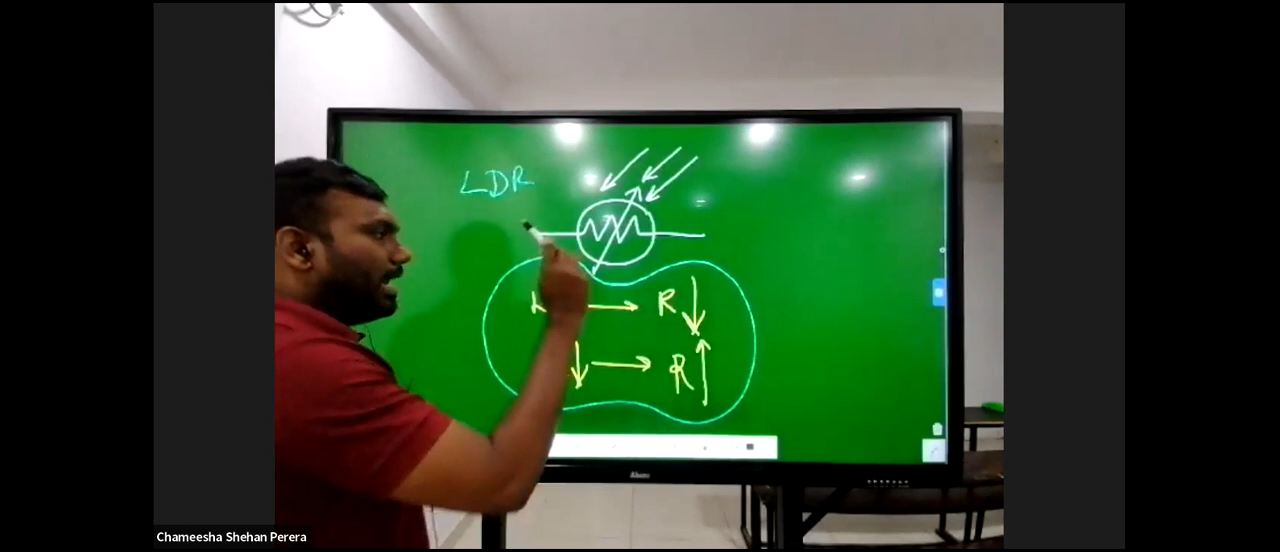 LDR
→ R ↓
↓ → R ↑
Chameesha Shehan Perera